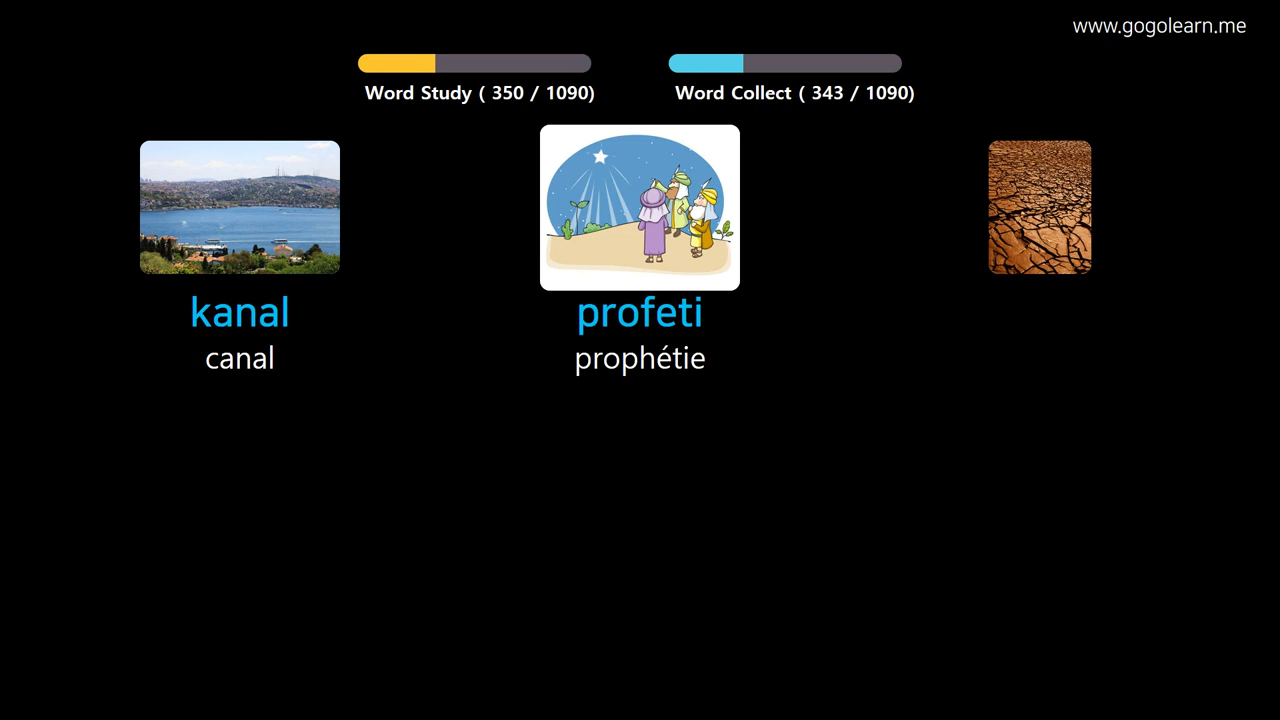 www.gogolearn.me
Word Study ( 350 / 1090)
Word Collect ( 343 / 1090)
kanal
canal
profeti
prophétie